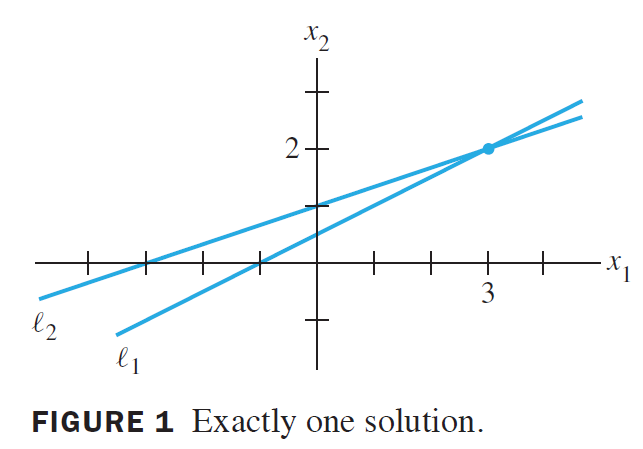 x₂
2
x₁
3
ℓ₂
ℓ₁
FIGURE 1 Exactly one solution.